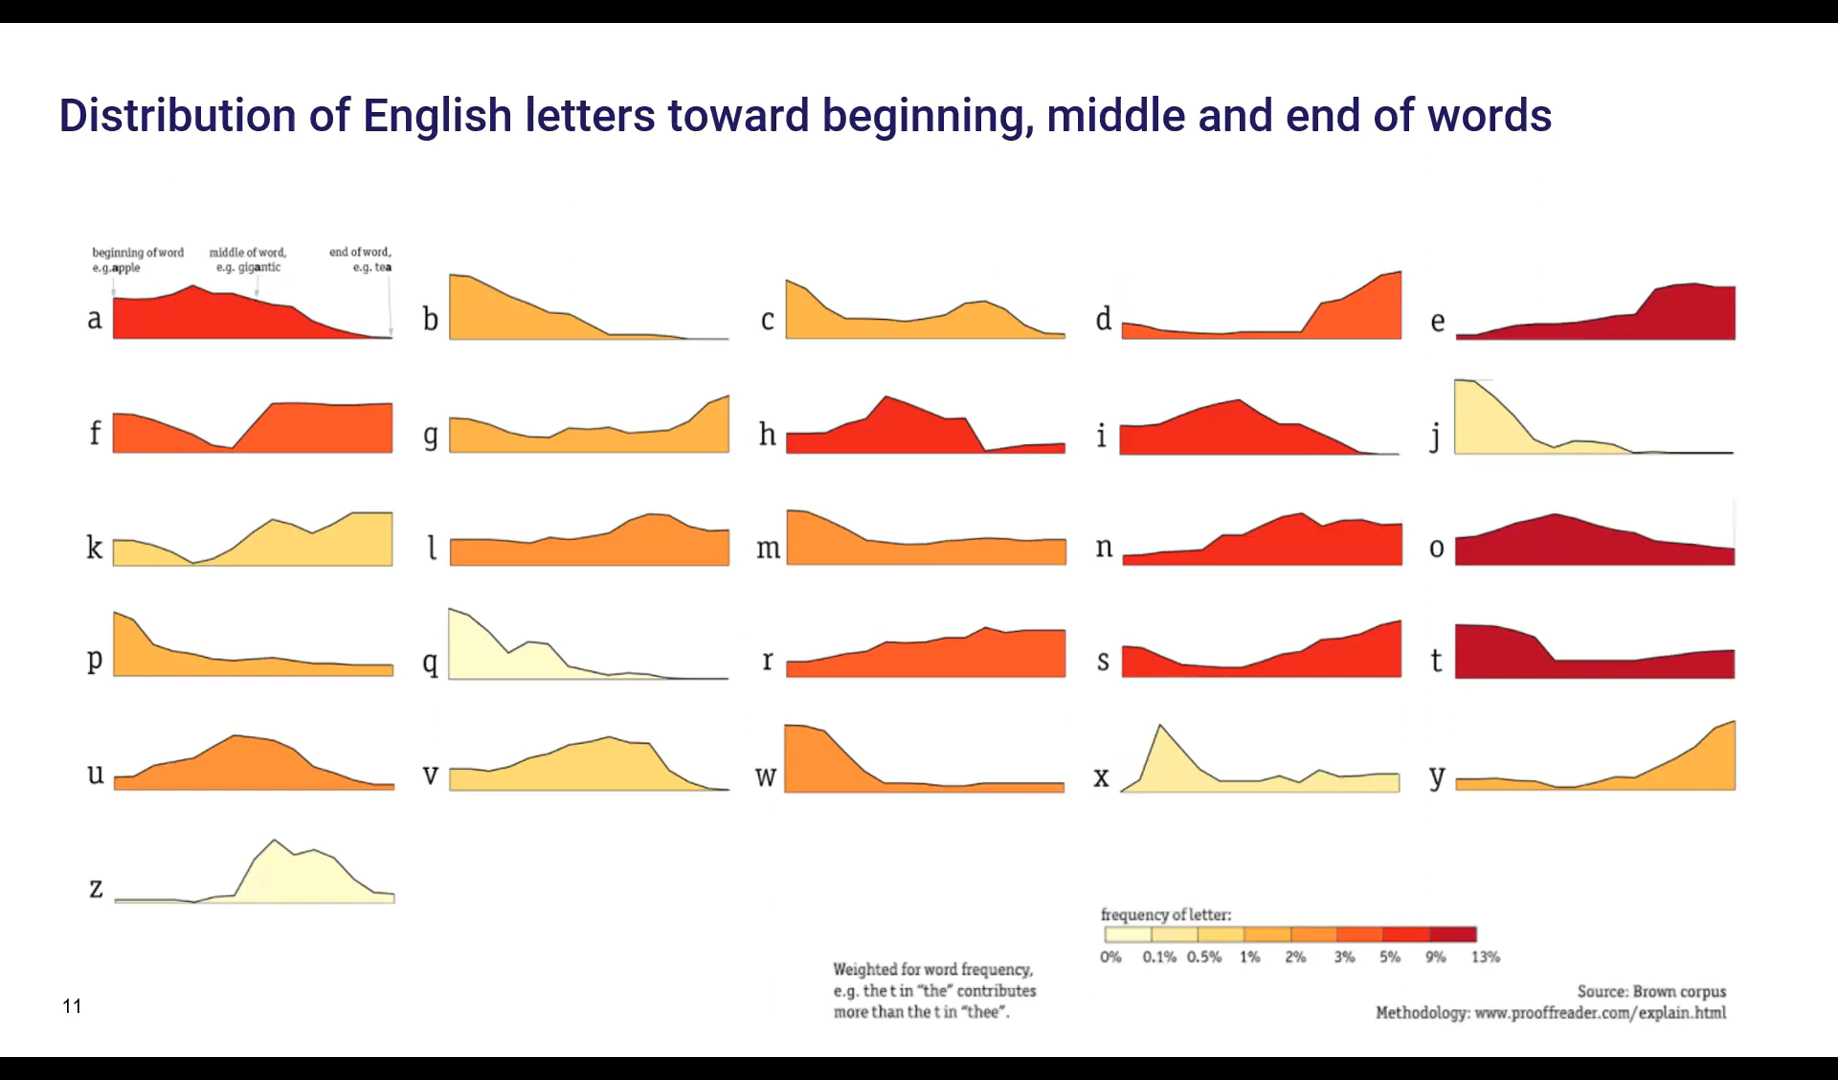 Distribution of English letters toward beginning, middle and end of words
beginning of word
e.g.apple
middle of word,
e.g. gigantic
end of word,
e.g. tea
a
b
c
d
e
f
g
h
i
j
k
l
m
n
o
p
q
r
s
t
u
v
w
x
y
z
frequency of letter:
0% 0.1% 0.5% 1% 2% 3% 5% 9% 13%
Weighted for word frequency,
e.g. the t in “the” contributes
more than the t in “thee”.
Source: Brown corpus
Methodology: www.prooffreader.com/explain.html
11